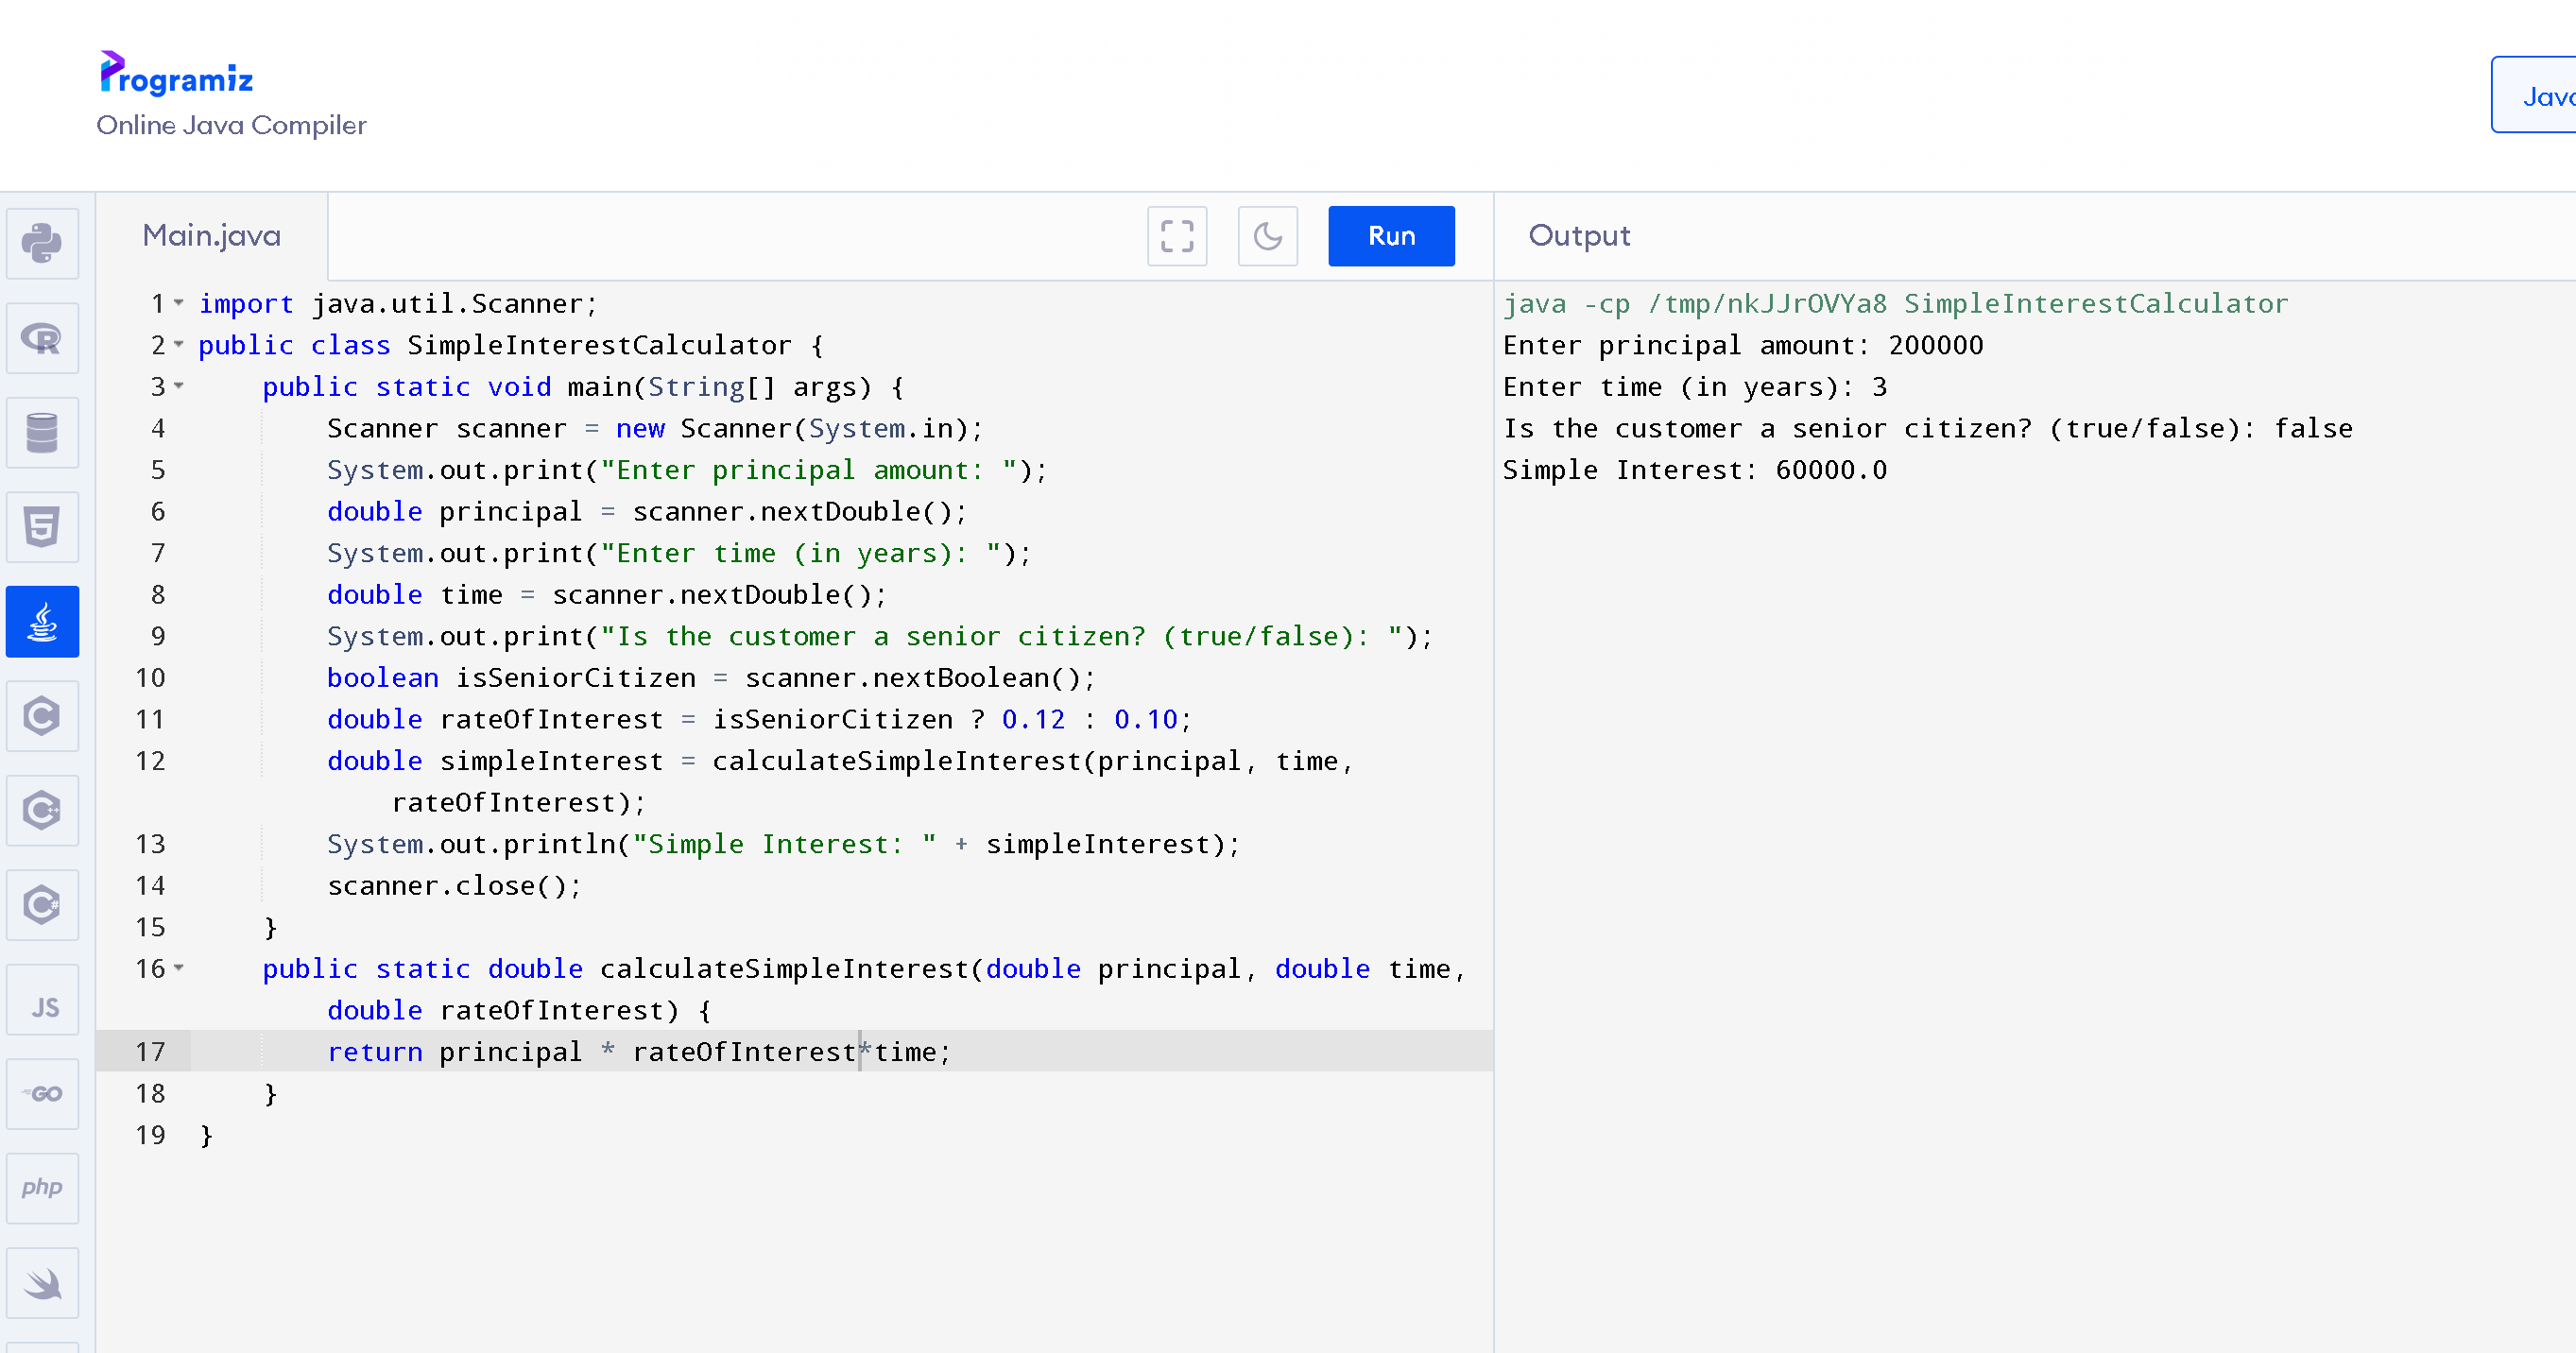 Programiz
Online Java Compiler
Java
Main.java
Run
Output
1 import java.util.Scanner;
2 public class SimpleInterestCalculator {
3 public static void main(String[] args) {
4 Scanner scanner = new Scanner(System.in);
5 System.out.print("Enter principal amount: ");
6 double principal = scanner.nextDouble();
7 System.out.print("Enter time (in years): ");
8 double time = scanner.nextDouble();
9 System.out.print("Is the customer a senior citizen? (true/false): ");
10 boolean isSeniorCitizen = scanner.nextBoolean();
11 double rateOfInterest = isSeniorCitizen ? 0.12 : 0.10;
12 double simpleInterest = calculateSimpleInterest(principal, time,
rateOfInterest);
13 System.out.println("Simple Interest: " + simpleInterest);
14 scanner.close();
15 }
16 public static double calculateSimpleInterest(double principal, double time,
double rateOfInterest) {
17 return principal * rateOfInterest*time;
18 }
19 }
java -cp /tmp/nkJJrOVYa8 SimpleInterestCalculator
Enter principal amount: 200000
Enter time (in years): 3
Is the customer a senior citizen? (true/false): false
Simple Interest: 60000.0
R
5
C
C++
C#
JS
GO
php